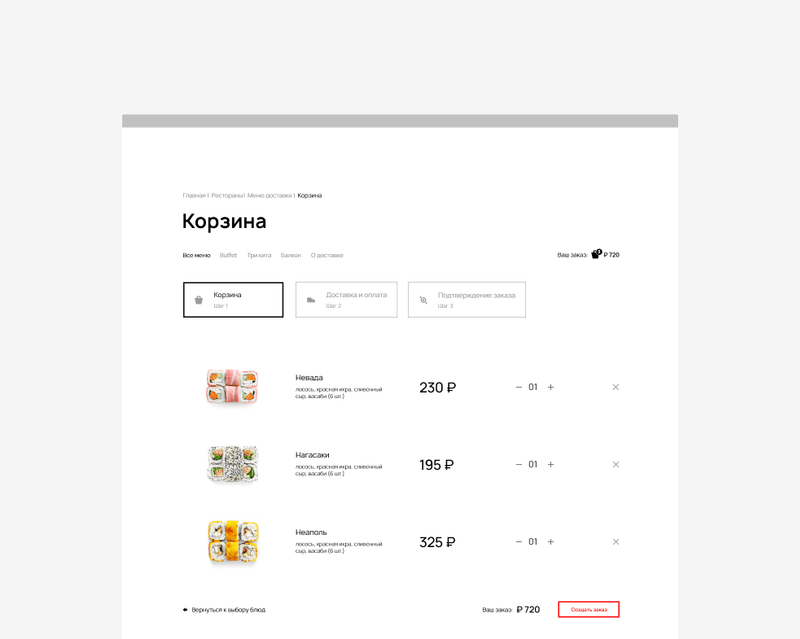 Главная | Рестораны | Меню доставки | Корзина
Корзина
Все меню Buffet Три кита Балкон О доставке
Ваш заказ: 3 ₽ 720
Корзина
Шаг 1
Доставка и оплата
Шаг 2
Подтверждение заказа
Шаг 3
Невада
лосось, красная икра, сливочный
сыр, васаби (6 шт.)
230 ₽
— 01 +
Нагасаки
лосось, красная икра, сливочный
сыр, васаби (6 шт.)
195 ₽
— 01 +
Неаполь
лосось, красная икра, сливочный
сыр, васаби (6 шт.)
325 ₽
— 01 +
Вернуться к выбору блюд
Ваш заказ: ₽ 720
Создать заказ